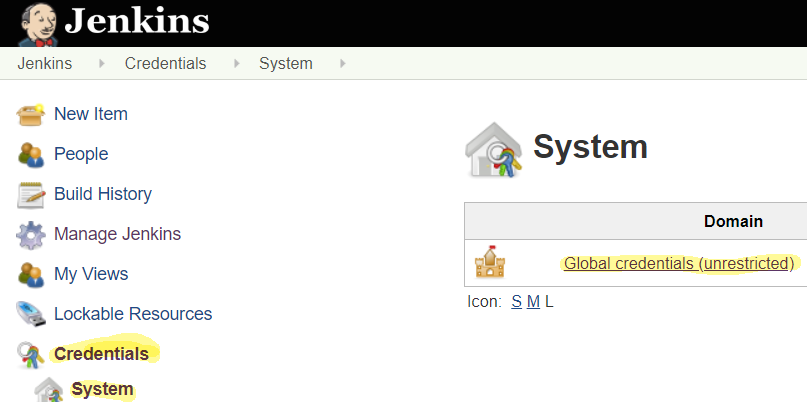 Jenkins
Jenkins Credentials System
New Item
People
Build History
Manage Jenkins
My Views
Lockable Resources
Credentials
System
System
Domain
Global credentials (unrestricted)
Icon: S M L